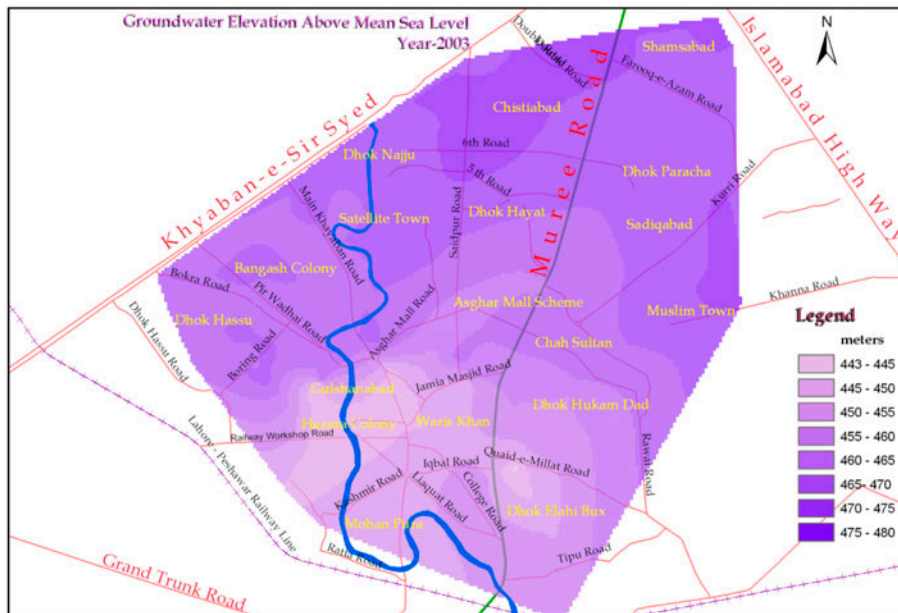 Groundwater Elevation Above Mean Sea Level
Year-2003
N
Islamabad High Way
Khyaban-e-Sir Syed
Muree Road
Shamsabad
Farooq-e-Azam Road
Chistiabad
Dhok Najju
6th Road
5 th Road
Dhok Paracha
Kurri Road
Main Khayaban Road
Satellite Town
Saidpur Road
Dhok Hayat
Sadiqabad
Bangash Colony
Bokra Road
Pir Wadhai Road
Asghar Mall Road
Asghar Mall Scheme
Khanna Road
Muslim Town
Dhok Hassu
Dhok Hassu Road
Boring Road
Chah Sultan
Gulshanabad
Jamia Masjid Road
Hazara Colony
Waris Khan
Dhok Hukam Dad
Railway Workshop Road
Lahore - Peshawar Railway Line
Iqbal Road
Quaid-e-Millat Road
Rawal Road
Kashmir Road
Liaquat Road
College Road
Dhok Elahi Bux
Mohan Pura
Ratta Road
Tipu Road
Grand Trunk Road
Legend
meters
443 - 445
445 - 450
450 - 455
455 - 460
460 - 465
465- 470
470 - 475
475 - 480